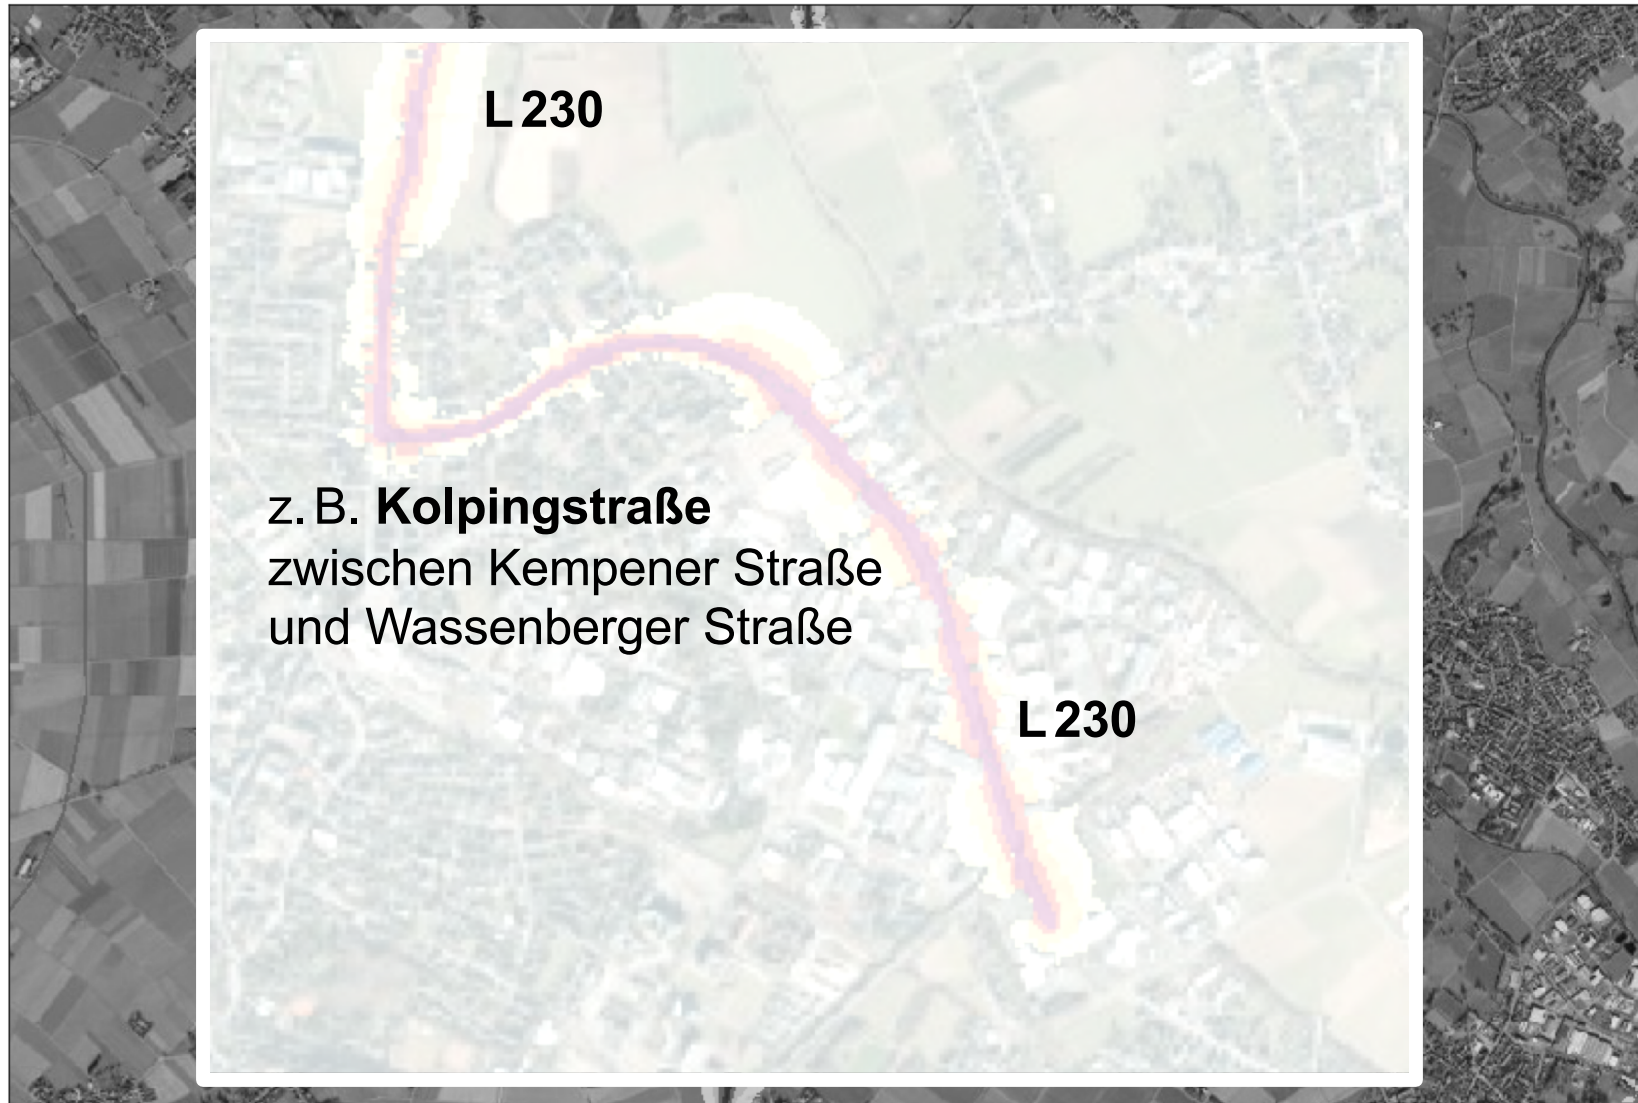 L 230
z. B. Kolpingstraße
zwischen Kempener Straße
und Wassenberger Straße
L 230